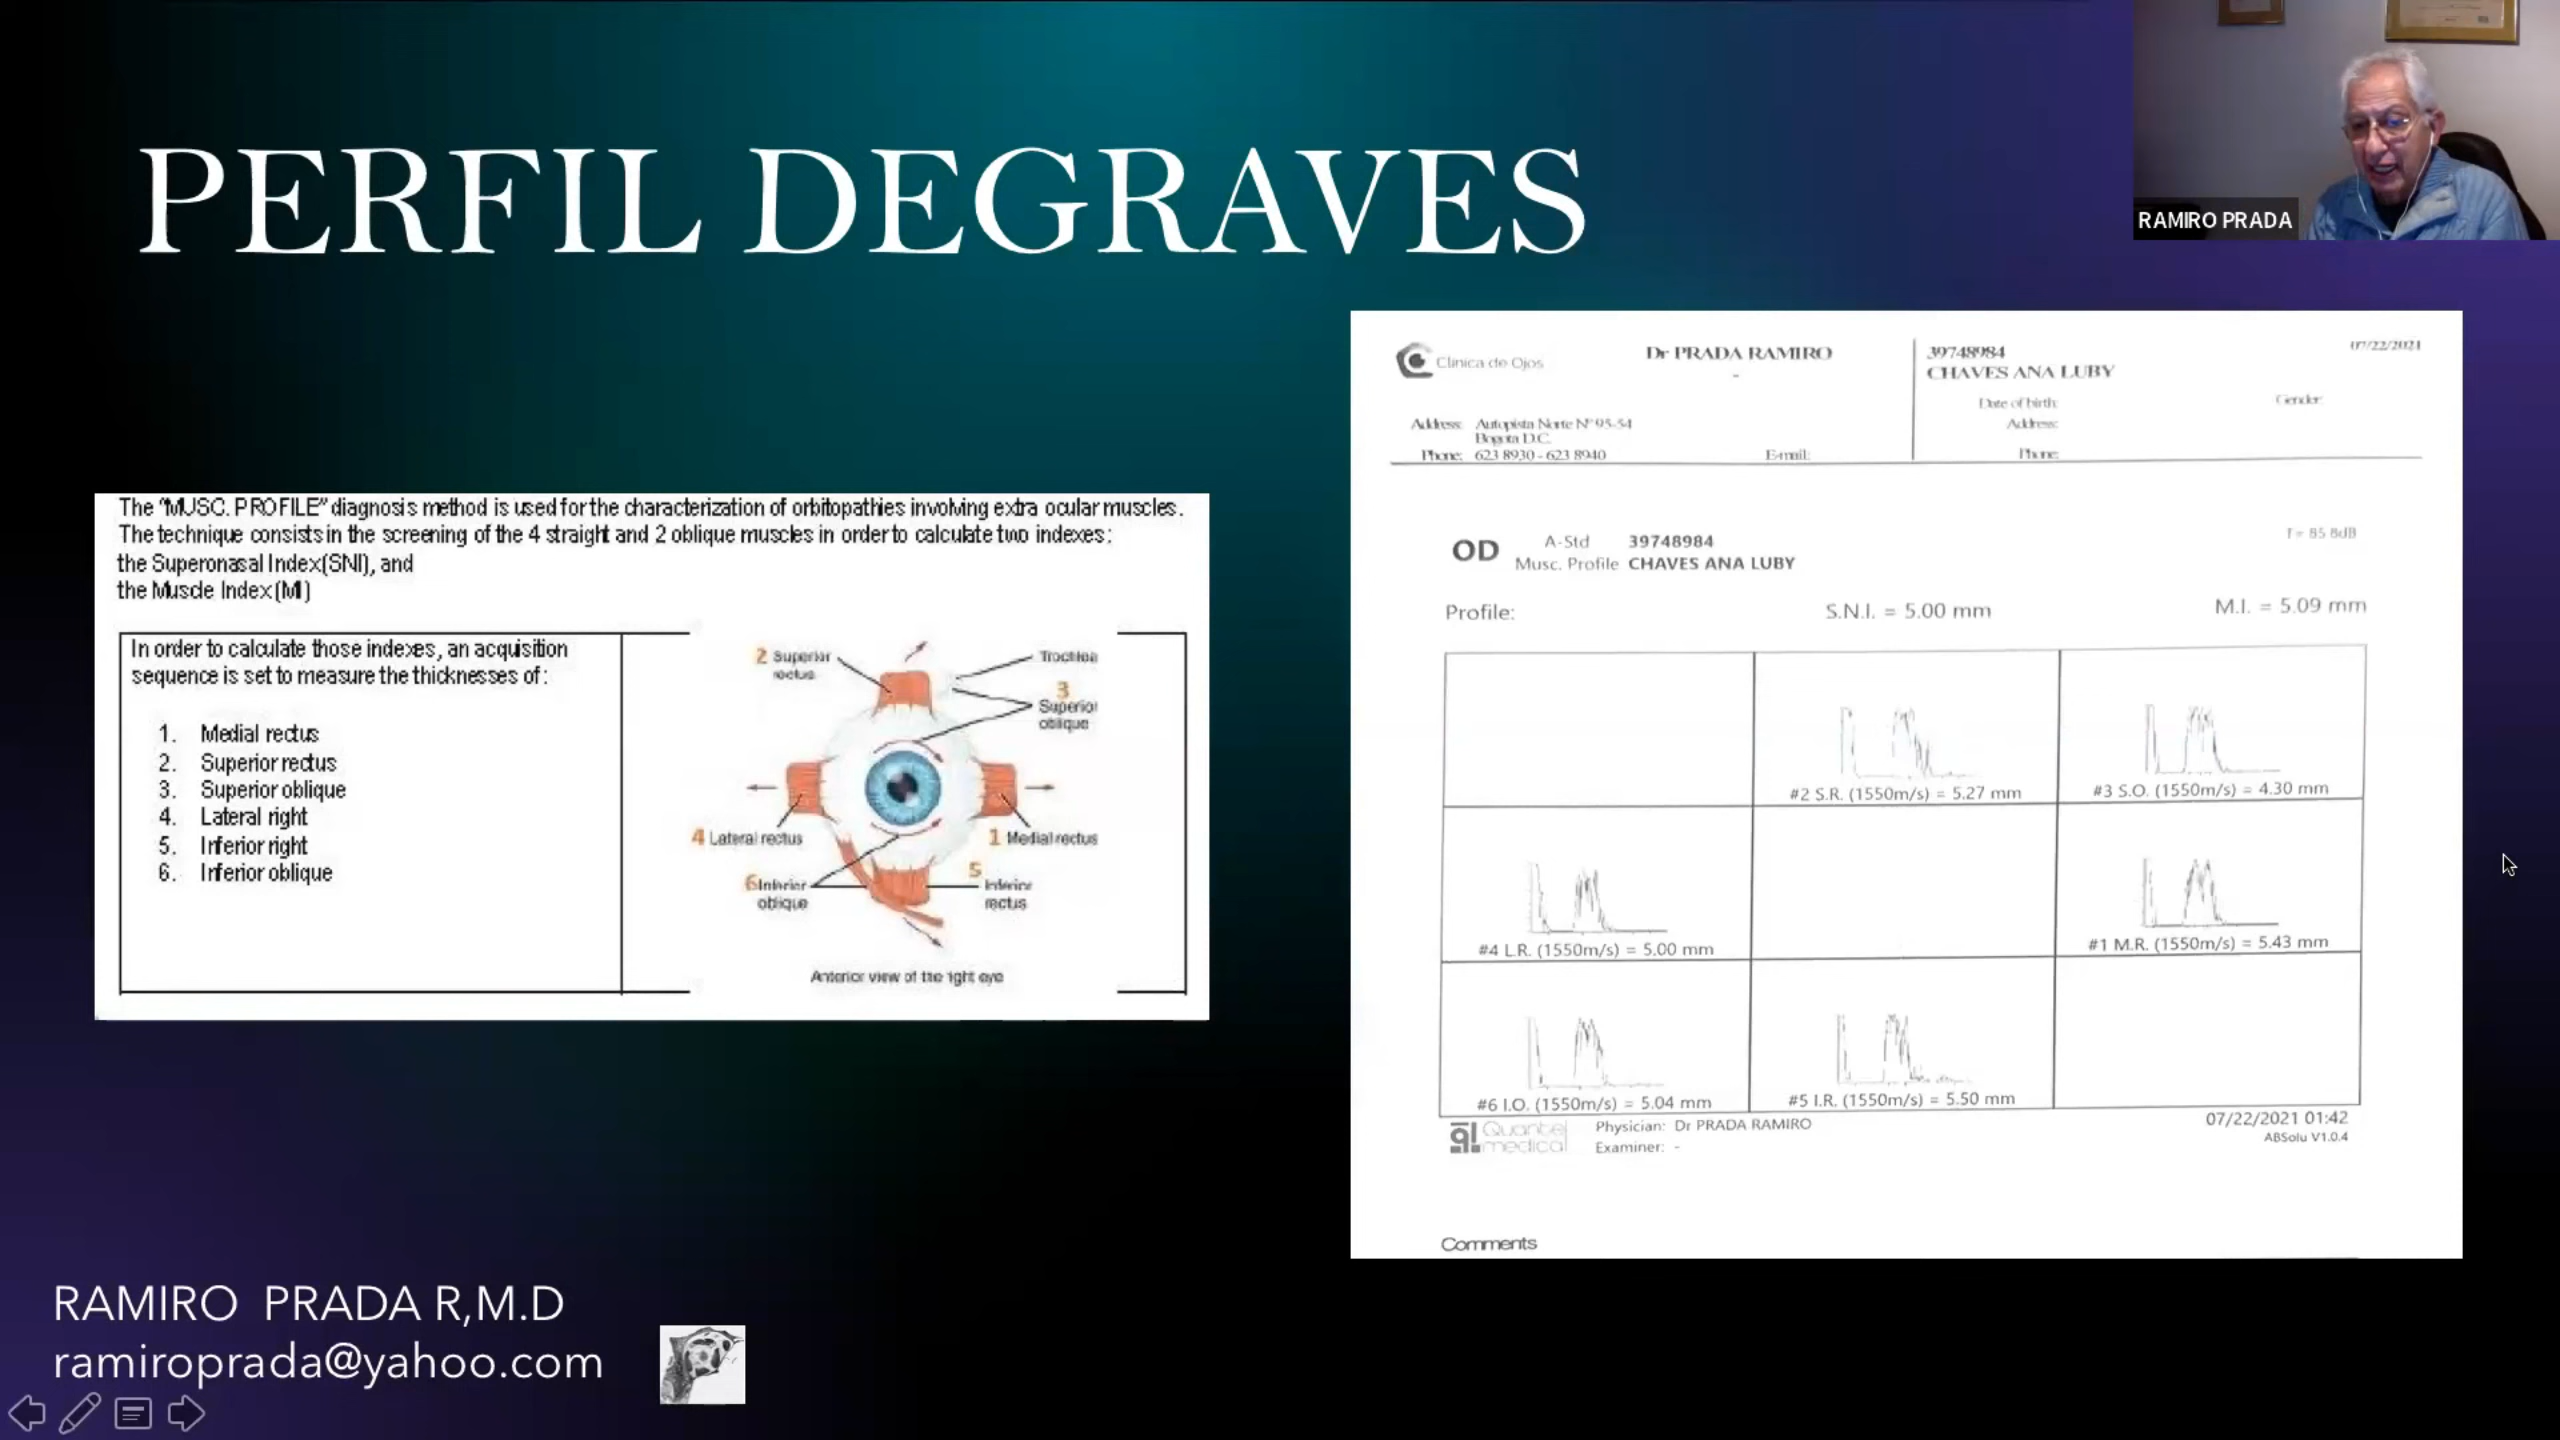 PERFIL DEGRAVES
RAMIRO PRADA
The "MUSC. PROFILE" diagnosis method is used for the characterization of orbitopathies involving extra ocular muscles.
The technique consists in the screening of the 4 straight and 2 oblique muscles in order to calculate two indexes:
the Superonasal Index(SNI), and
the Muscle Index(MI)
In order to calculate those indexes, an acquisition
sequence is set to measure the thicknesses of:
1. Medial rectus
2. Superior rectus
3. Superior oblique
4. Lateral right
5. Inferior right
6. Inferior oblique
2 Superior
rectus
Trochlea
3
Superior
oblique
4 Lateral rectus
1 Medial rectus
6 Inferior
oblique
5
Inferior
rectus
Anterior view of the right eye
Clinica de Ojos
Dr PRADA RAMIRO
-
39748984
CHAVES ANA LUBY
07/22/2021
Date of birth:
Gender:
Address:
Phone:
Address: Autopista Norte N° 95-54
Bogota D.C.
Phone: 623 8930 - 623 8940
E-mail:
OD
A-Std 39748984
Musc. Profile CHAVES ANA LUBY
Profile:
S.N.I. = 5.00 mm
M.I. = 5.09 mm
#2 S.R. (1550m/s) = 5.27 mm
#3 S.O. (1550m/s) = 4.30 mm
#4 L.R. (1550m/s) = 5.00 mm
#1 M.R. (1550m/s) = 5.43 mm
#6 I.O. (1550m/s) = 5.04 mm
#5 I.R. (1550m/s) = 5.50 mm
Quantel
medical
Physician: Dr PRADA RAMIRO
Examiner: -
07/22/2021 01:42
ABSolu V1.0.4
Comments
RAMIRO PRADA R,M.D
ramiroprada@yahoo.com